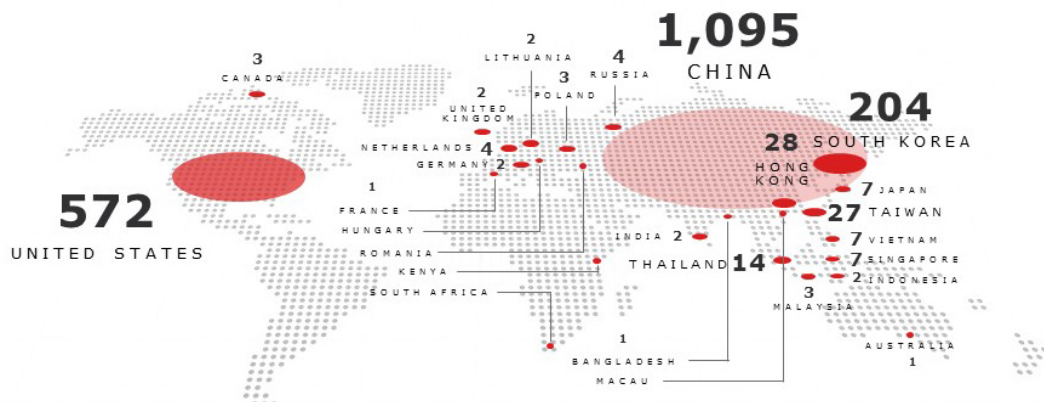 1,095
CHINA
2
LITHUANIA
3
CANADA
4
RUSSIA
3
POLAND
2
UNITED
KINGDOM
204
SOUTH KOREA
28
HONG
KONG
NETHERLANDS 4
GERMANY 2
572
UNITED STATES
1
FRANCE
HUNGARY
ROMANIA
KENYA
SOUTH AFRICA
7 JAPAN
27 TAIWAN
INDIA 2
7 VIETNAM
THAILAND 14
7 SINGAPORE
2 INDONESIA
3
MALAYSIA
AUSTRALIA
1
1
BANGLADESH
MACAU